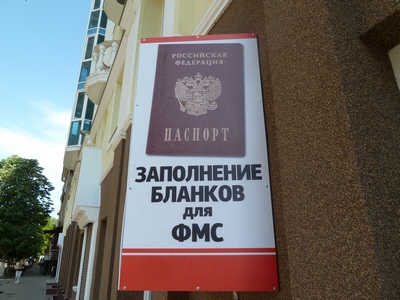 РОССИЙСКАЯ
ФЕДЕРАЦИЯ
ПАСПОРТ
ЗАПОЛНЕНИЕ
БЛАНКОВ
для
ФМС